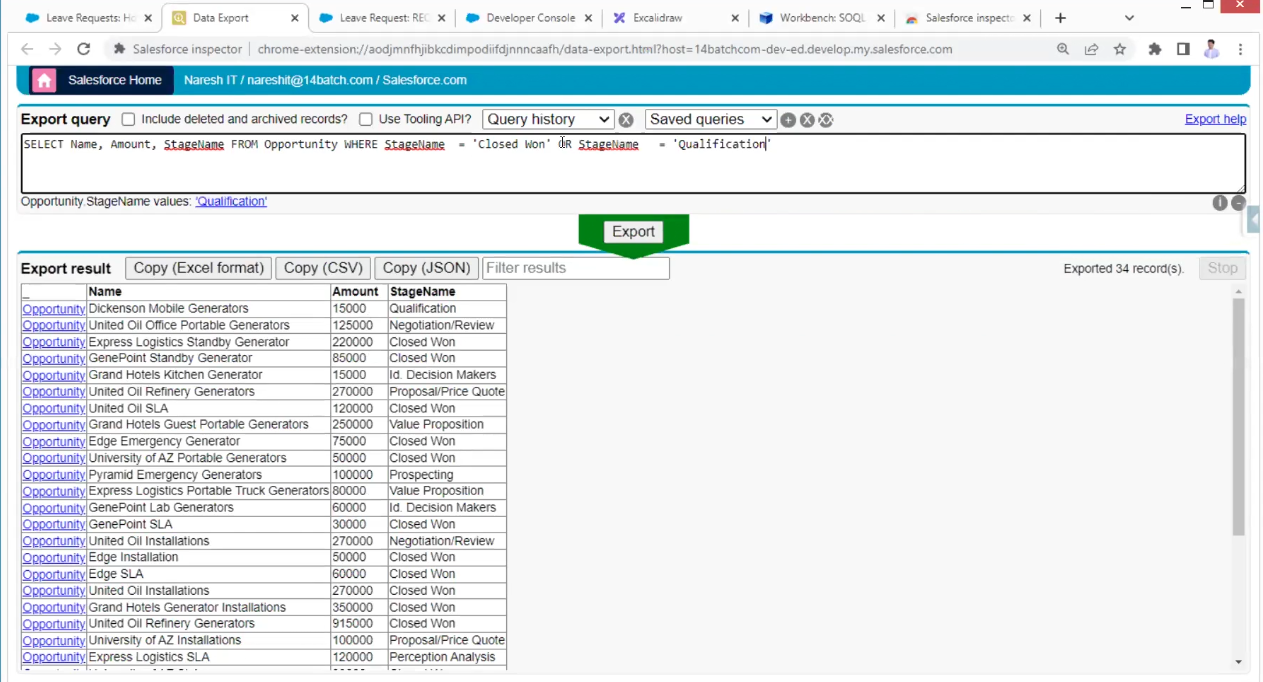 Leave Requests: Ho
Data Export
Leave Request: REC
Developer Console
Excalidraw
Workbench: SOQL
Salesforce inspecto
Salesforce inspector
chrome-extension://aodjmnfhjibkcdimpodiifdjnnncaafh/data-export.html?host=14batchcom-dev-ed.develop.my.salesforce.com
Salesforce Home
Naresh IT / nareshit@14batch.com / Salesforce.com
Export query
Include deleted and archived records?
Use Tooling API?
Query history
Saved queries
Export help
SELECT Name, Amount, StageName FROM Opportunity WHERE StageName = 'Closed Won' OR StageName = 'Qualification'
Opportunity.StageName values: 'Qualification'
Export
Export result
Copy (Excel format)
Copy (CSV)
Copy (JSON)
Filter results
Exported 34 record(s).
Stop
_ Name Amount StageName
Opportunity Dickenson Mobile Generators 15000 Qualification
Opportunity United Oil Office Portable Generators 125000 Negotiation/Review
Opportunity Express Logistics Standby Generator 220000 Closed Won
Opportunity GenePoint Standby Generator 85000 Closed Won
Opportunity Grand Hotels Kitchen Generator 15000 Id. Decision Makers
Opportunity United Oil Refinery Generators 270000 Proposal/Price Quote
Opportunity United Oil SLA 120000 Closed Won
Opportunity Grand Hotels Guest Portable Generators 250000 Value Proposition
Opportunity Edge Emergency Generator 75000 Closed Won
Opportunity University of AZ Portable Generators 50000 Closed Won
Opportunity Pyramid Emergency Generators 100000 Prospecting
Opportunity Express Logistics Portable Truck Generators 80000 Value Proposition
Opportunity GenePoint Lab Generators 60000 Id. Decision Makers
Opportunity GenePoint SLA 30000 Closed Won
Opportunity United Oil Installations 270000 Negotiation/Review
Opportunity Edge Installation 50000 Closed Won
Opportunity Edge SLA 60000 Closed Won
Opportunity United Oil Installations 270000 Closed Won
Opportunity Grand Hotels Generator Installations 350000 Closed Won
Opportunity United Oil Refinery Generators 915000 Closed Won
Opportunity University of AZ Installations 100000 Proposal/Price Quote
Opportunity Express Logistics SLA 120000 Perception Analysis